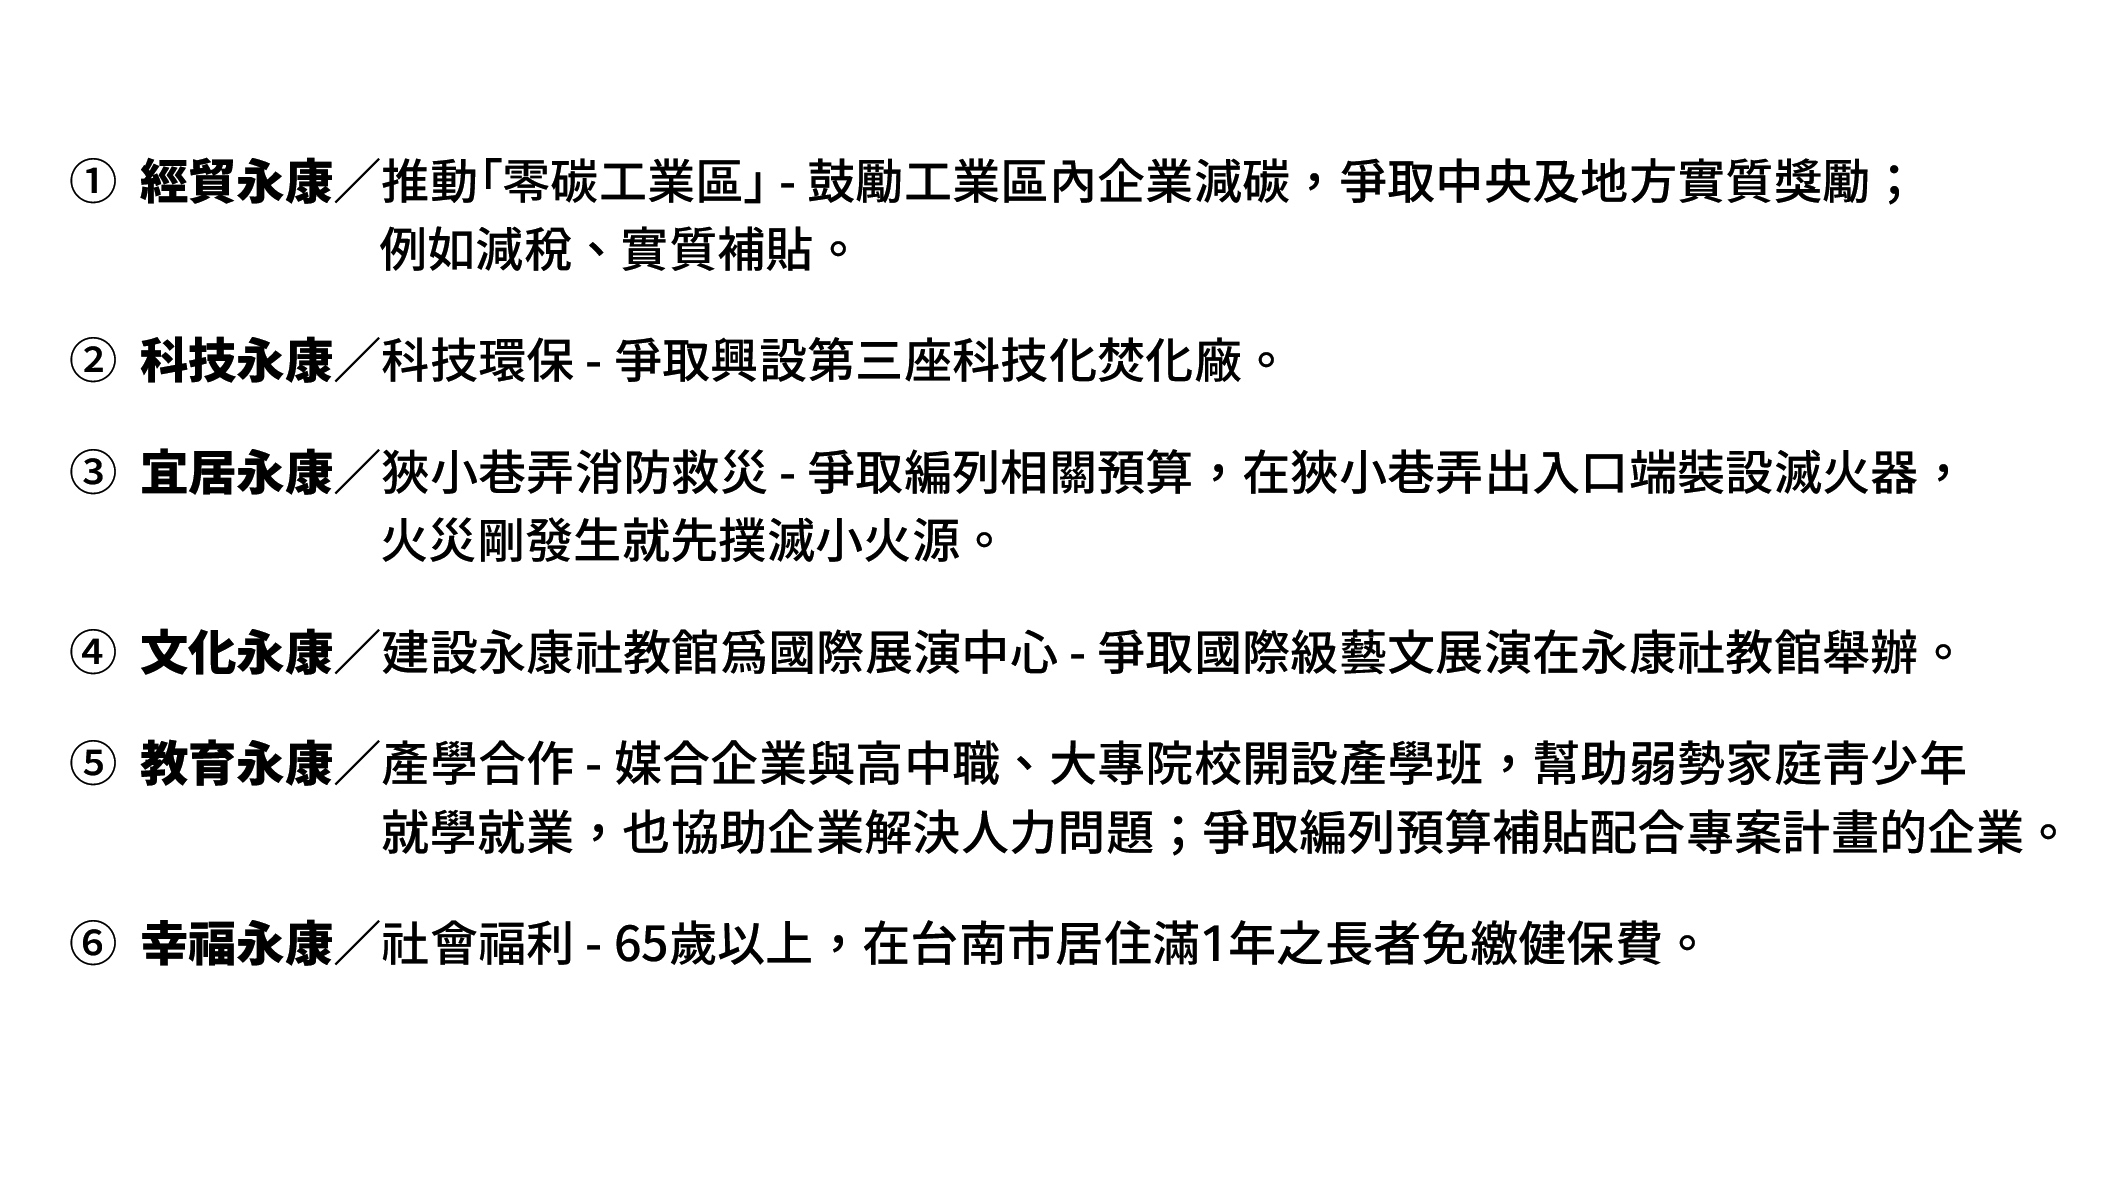 ① 經貿永康／推動「零碳工業區」- 鼓勵工業區內企業減碳，爭取中央及地方實質獎勵；
例如減稅、實質補貼。
② 科技永康／科技環保 - 爭取興設第三座科技化焚化廠。
③ 宜居永康／狹小巷弄消防救災 - 爭取編列相關預算，在狹小巷弄出入口端裝設滅火器，
火災剛發生就先撲滅小火源。
④ 文化永康／建設永康社教館爲國際展演中心 - 爭取國際級藝文展演在永康社教館舉辦。
⑤ 教育永康／產學合作 - 媒合企業與高中職、大專院校開設產學班，幫助弱勢家庭靑少年
就學就業，也協助企業解決人力問題；爭取編列預算補貼配合專案計畫的企業。
⑥ 幸福永康／社會福利 - 65歲以上，在台南市居住滿1年之長者免繳健保費。